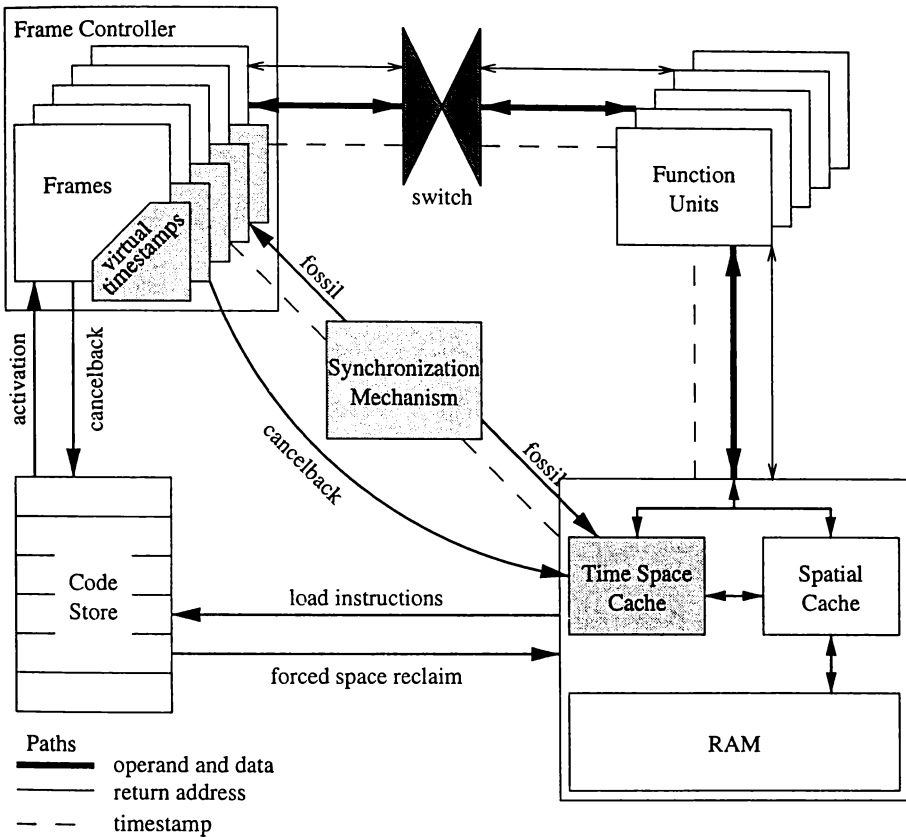 Frame Controller
Frames
virtual
timestamps
switch
Function
Units
fossil
Synchronization
Mechanism
fossil
activation
cancelback
cancelback
Code
Store
load instructions
forced space reclaim
Time Space
Cache
Spatial
Cache
RAM
Paths
operand and data
return address
timestamp